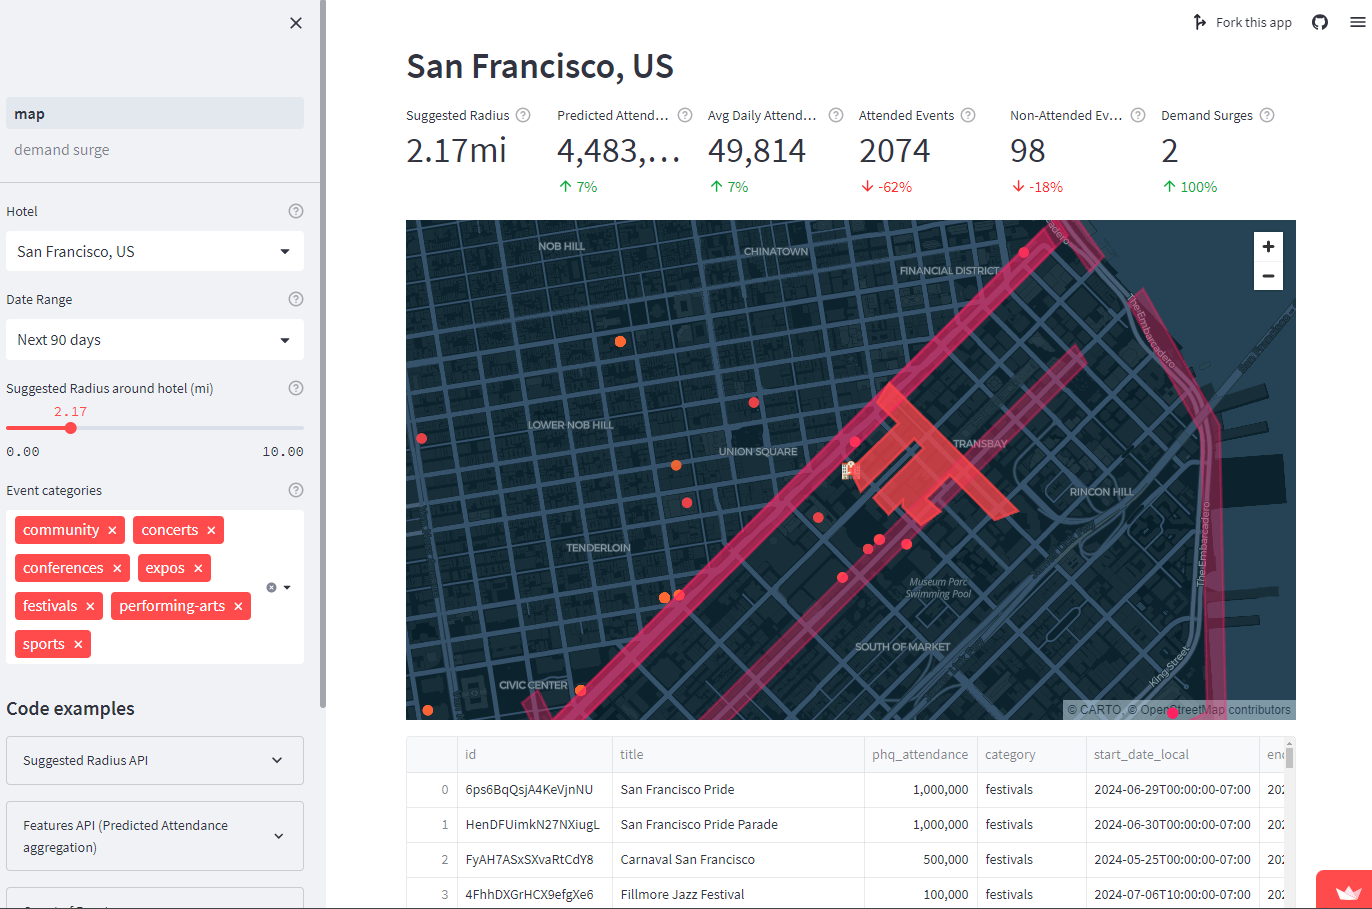 Fork this app
map
demand surge
Hotel
San Francisco, US
Date Range
Next 90 days
Suggested Radius around hotel (mi)
2.17
0.00 10.00
Event categories
community × concerts ×
conferences × expos ×
festivals × performing-arts ×
sports ×
Code examples
Suggested Radius API
Features API (Predicted Attendance
aggregation)
San Francisco, US
Suggested Radius
2.17mi
Predicted Attend…
4,483,…
↑ 7%
Avg Daily Attend…
49,814
↑ 7%
Attended Events
2074
↓ -62%
Non-Attended Ev…
98
↓ -18%
Demand Surges
2
↑ 100%
NOB HILL
CHINATOWN
FINANCIAL DISTRICT
The Embarcadero
LOWER NOB HILL
UNION SQUARE
TRANSBAY
RINCON HILL
TENDERLOIN
The Embarcadero
Museum Parc
Swimming Pool
SOUTH OF MARKET
King Street
CIVIC CENTER
© CARTO, © OpenStreetMap contributors
id title phq_attendance category start_date_local
0 6ps6BqQsjA4KeVjnNU San Francisco Pride 1,000,000 festivals 2024-06-29T00:00:00-07:00
1 HenDFUimkN27NXiugL San Francisco Pride Parade 1,000,000 festivals 2024-06-30T00:00:00-07:00
2 FyAH7ASxSXvaRtCdY8 Carnaval San Francisco 500,000 festivals 2024-05-25T00:00:00-07:00
3 4FhhDXGrHCX9efgXe6 Fillmore Jazz Festival 100,000 festivals 2024-07-06T10:00:00-07:00